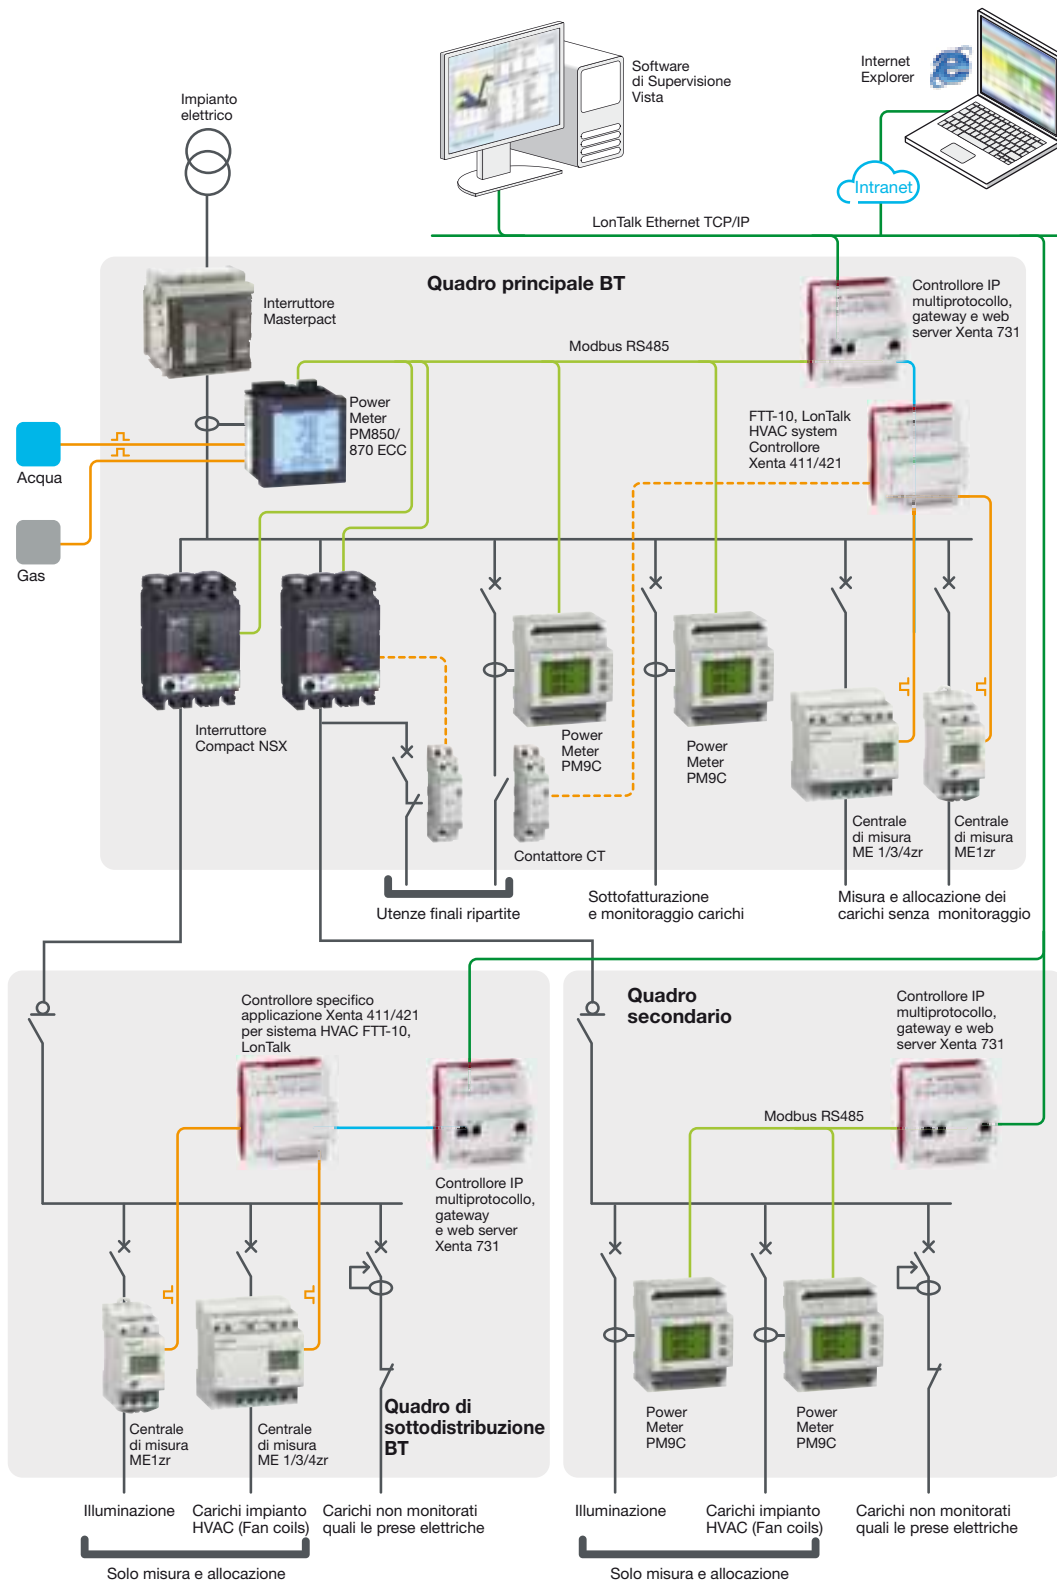 Impianto
elettrico
Software
di Supervisione
Vista
Internet
Explorer
Intranet
LonTalk Ethernet TCP/IP
Quadro principale BT
Interruttore
Masterpact
Controllore IP
multiprotocollo,
gateway e web
server Xenta 731
Modbus RS485
Power
Meter
PM850/
870 ECC
FTT-10, LonTalk
HVAC system
Controllore
Xenta 411/421
Acqua
Gas
Interruttore
Compact NSX
Power
Meter
PM9C
Power
Meter
PM9C
Centrale
di misura
ME 1/3/4zr
Centrale
di misura
ME1zr
Contattore CT
Utenze finali ripartite
Sottofatturazione
e monitoraggio carichi
Misura e allocazione dei
carichi senza monitoraggio
Controllore specifico
applicazione Xenta 411/421
per sistema HVAC FTT-10,
LonTalk
Quadro
secondario
Controllore IP
multiprotocollo,
gateway e web
server Xenta 731
Modbus RS485
Controllore IP
multiprotocollo,
gateway
e web server
Xenta 731
Quadro di
sottodistribuzione
BT
Centrale
di misura
ME1zr
Centrale
di misura
ME 1/3/4zr
Power
Meter
PM9C
Power
Meter
PM9C
Illuminazione
Carichi impianto
HVAC (Fan coils)
Carichi non monitorati
quali le prese elettriche
Illuminazione
Carichi impianto
HVAC (Fan coils)
Carichi non monitorati
quali le prese elettriche
Solo misura e allocazione
Solo misura e allocazione